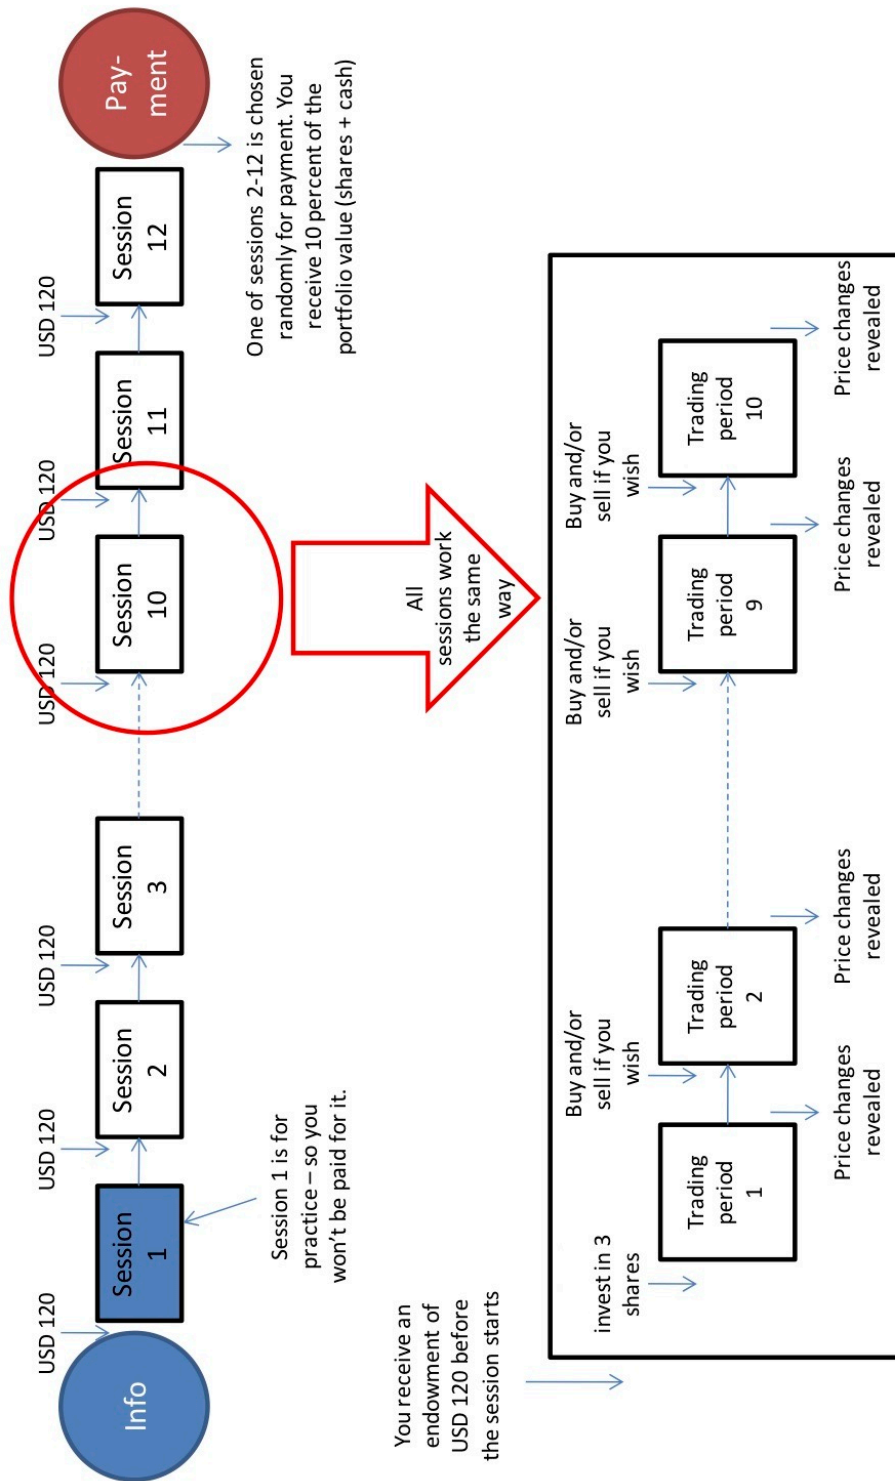 USD 120
USD 120
USD 120
USD 120
USD 120
USD 120
Info
Session
1
Session
2
Session
3
Session
10
Session
11
Session
12
Pay-
ment
Session 1 is for
practice – so you
won't be paid for it.
One of sessions 2-12 is chosen
randomly for payment. You
receive 10 percent of the
portfolio value (shares + cash)
All
sessions work
the same
way
You receive an
endowment of
USD 120 before
the session starts
invest in 3
shares
Buy and/or
sell if you
wish
Buy and/or
sell if you
wish
Buy and/or
sell if you
wish
Trading
period
1
Trading
period
2
Trading
period
9
Trading
period
10
Price changes
revealed
Price changes
revealed
Price changes
revealed
Price changes
revealed